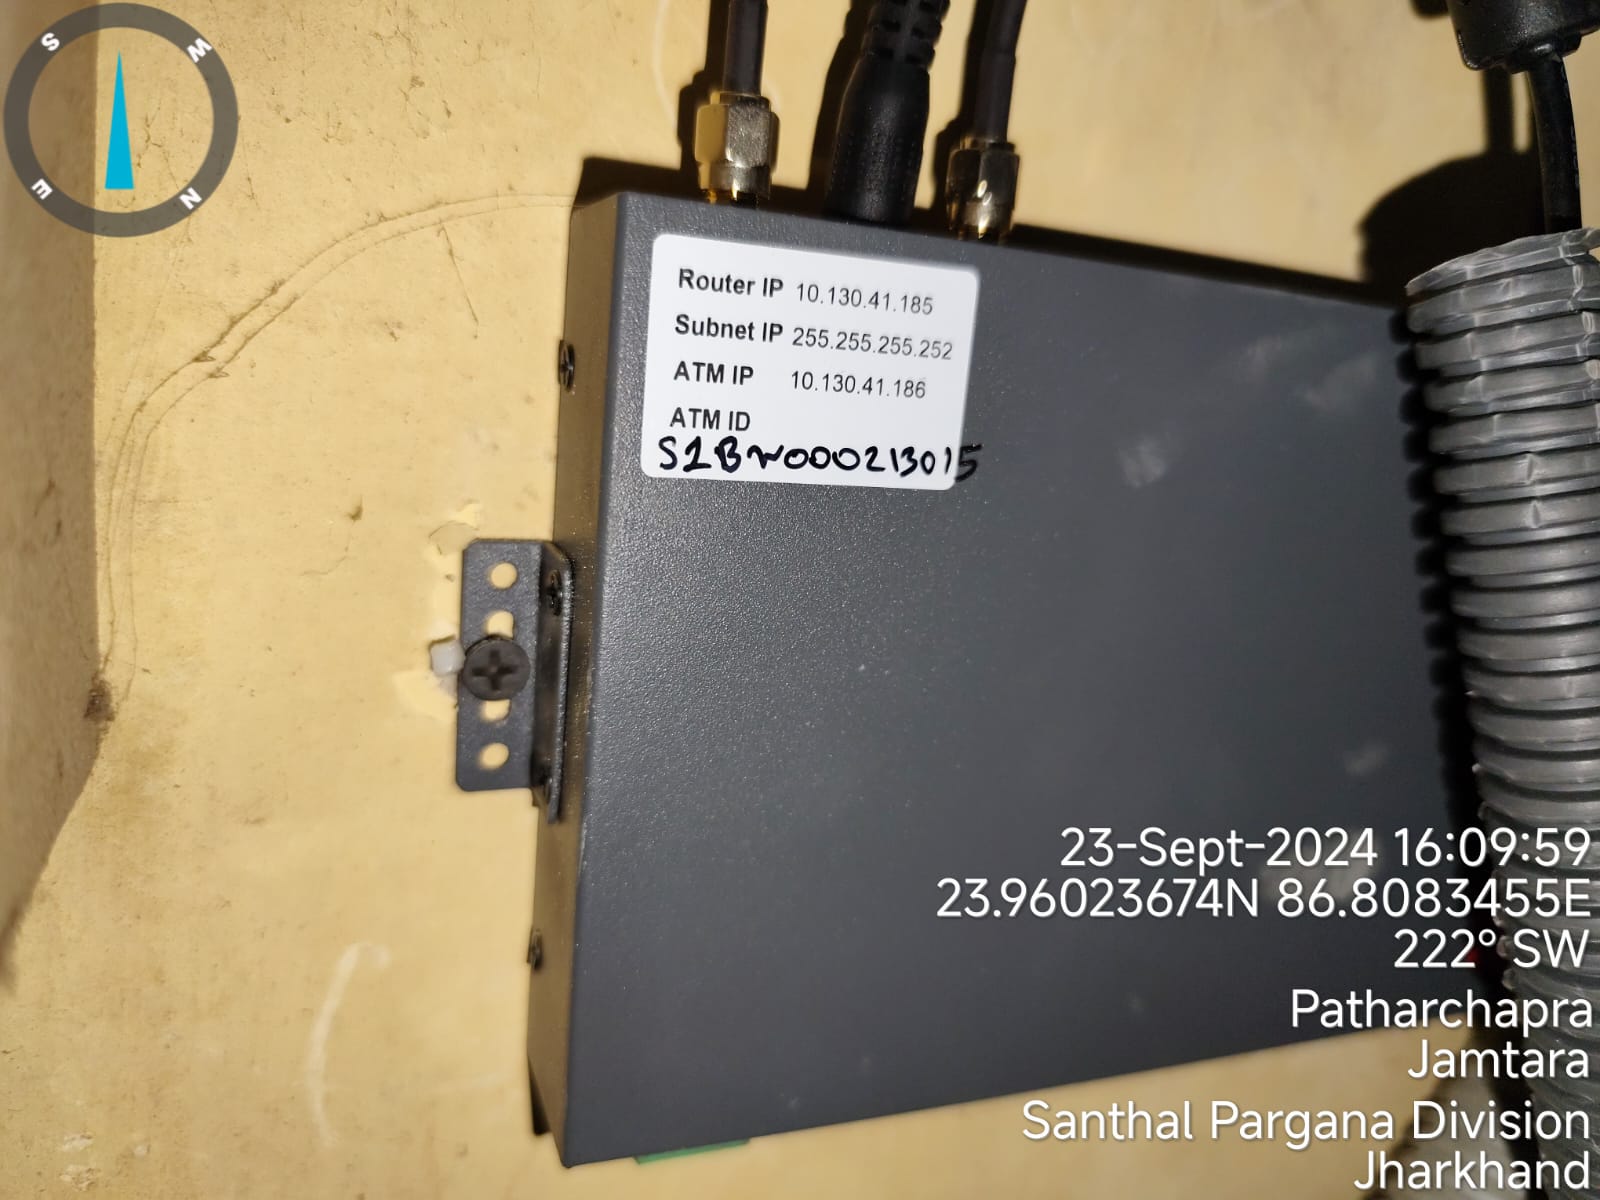 S
W
E
N
Router IP 10.130.41.185
Subnet IP 255.255.255.252
ATM IP 10.130.41.186
ATM ID
S1BW000213015
23-Sept-2024 16:09:59
23.96023674N 86.8083455E
222° SW
Patharchapra
Jamtara
Santhal Pargana Division
Jharkhand